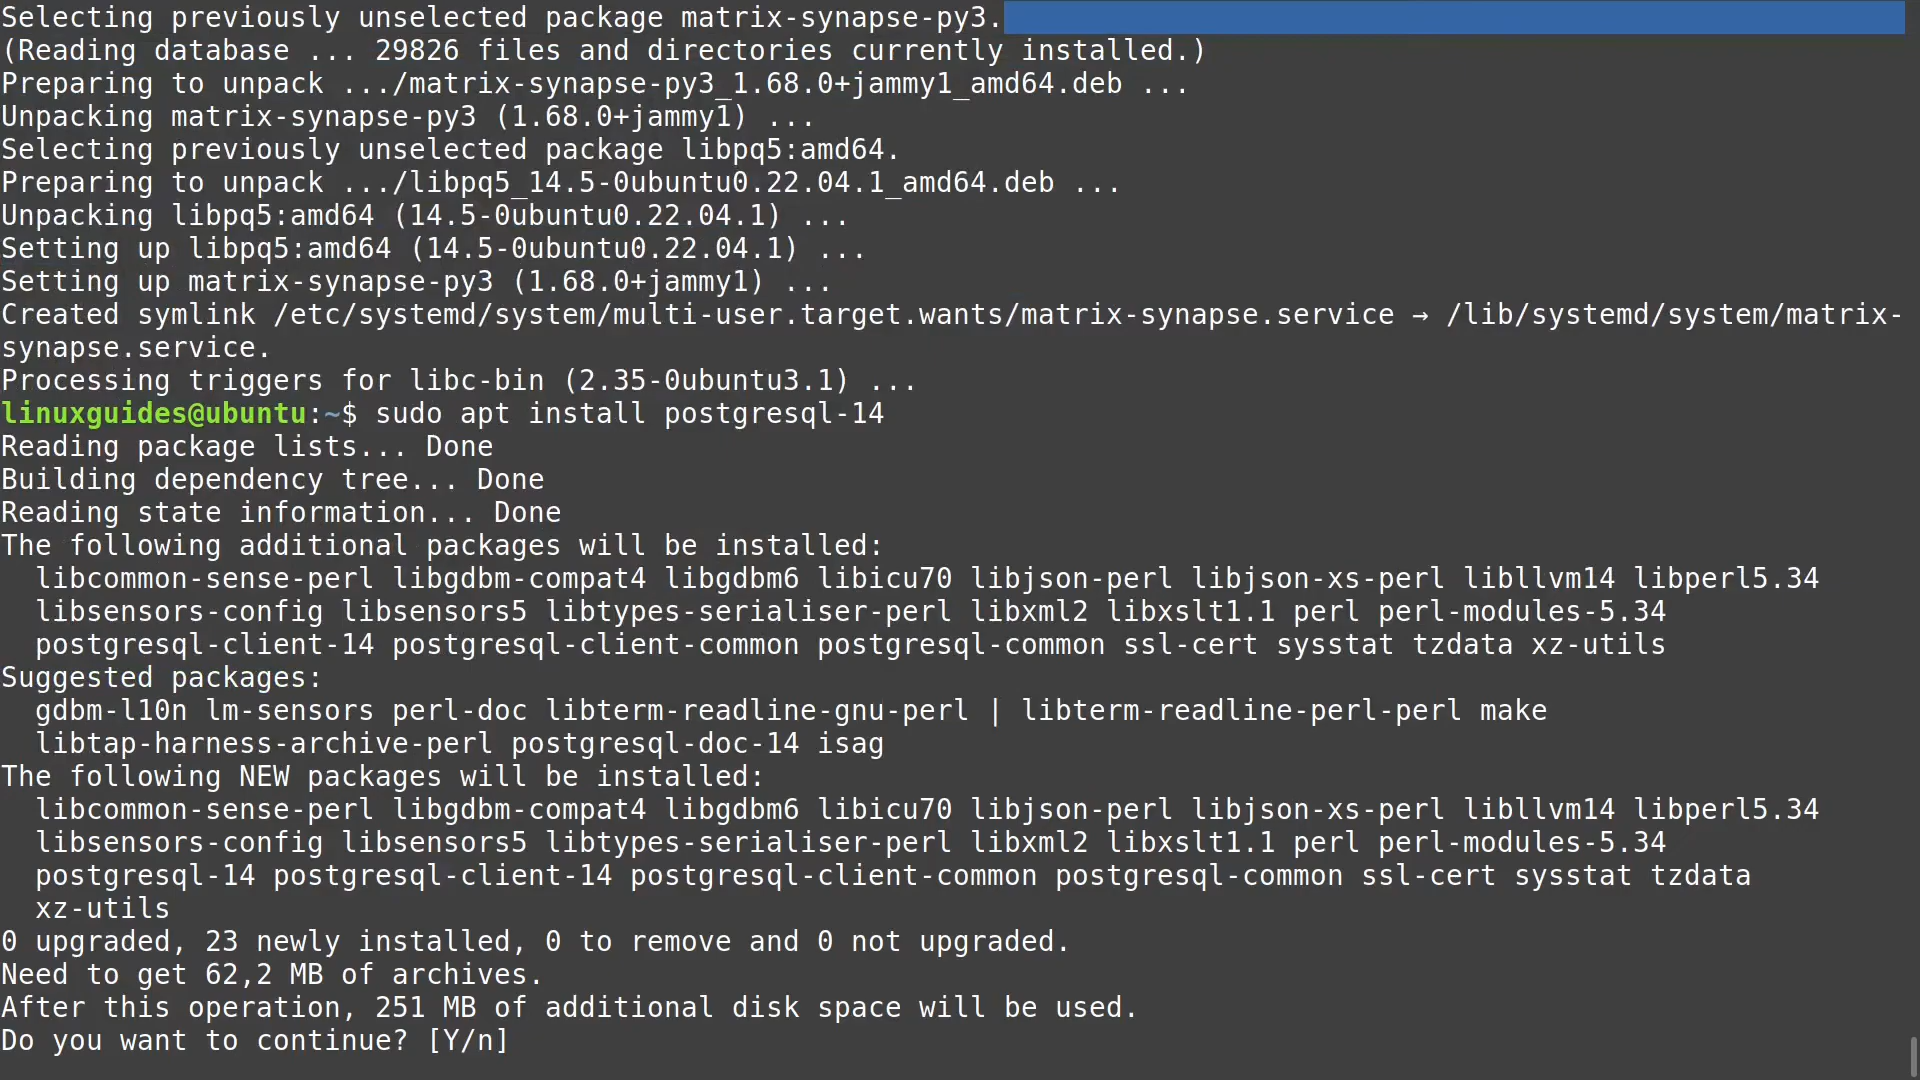 Selecting previously unselected package matrix-synapse-py3.
(Reading database ... 29826 files and directories currently installed.)
Preparing to unpack .../matrix-synapse-py3_1.68.0+jammy1_amd64.deb ...
Unpacking matrix-synapse-py3 (1.68.0+jammy1) ...
Selecting previously unselected package libpq5:amd64.
Preparing to unpack .../libpq5_14.5-0ubuntu0.22.04.1_amd64.deb ...
Unpacking libpq5:amd64 (14.5-0ubuntu0.22.04.1) ...
Setting up libpq5:amd64 (14.5-0ubuntu0.22.04.1) ...
Setting up matrix-synapse-py3 (1.68.0+jammy1) ...
Created symlink /etc/systemd/system/multi-user.target.wants/matrix-synapse.service → /lib/systemd/system/matrix-
synapse.service.
Processing triggers for libc-bin (2.35-0ubuntu3.1) ...
linuxguides@ubuntu:~$ sudo apt install postgresql-14
Reading package lists... Done
Building dependency tree... Done
Reading state information... Done
The following additional packages will be installed:
  libcommon-sense-perl libgdbm-compat4 libgdbm6 libicu70 libjson-perl libjson-xs-perl libllvm14 libperl5.34
  libsensors-config libsensors5 libtypes-serialiser-perl libxml2 libxslt1.1 perl perl-modules-5.34
  postgresql-client-14 postgresql-client-common postgresql-common ssl-cert sysstat tzdata xz-utils
Suggested packages:
  gdbm-l10n lm-sensors perl-doc libterm-readline-gnu-perl | libterm-readline-perl-perl make
  libtap-harness-archive-perl postgresql-doc-14 isag
The following NEW packages will be installed:
  libcommon-sense-perl libgdbm-compat4 libgdbm6 libicu70 libjson-perl libjson-xs-perl libllvm14 libperl5.34
  libsensors-config libsensors5 libtypes-serialiser-perl libxml2 libxslt1.1 perl perl-modules-5.34
  postgresql-14 postgresql-client-14 postgresql-client-common postgresql-common ssl-cert sysstat tzdata
  xz-utils
0 upgraded, 23 newly installed, 0 to remove and 0 not upgraded.
Need to get 62,2 MB of archives.
After this operation, 251 MB of additional disk space will be used.
Do you want to continue? [Y/n]